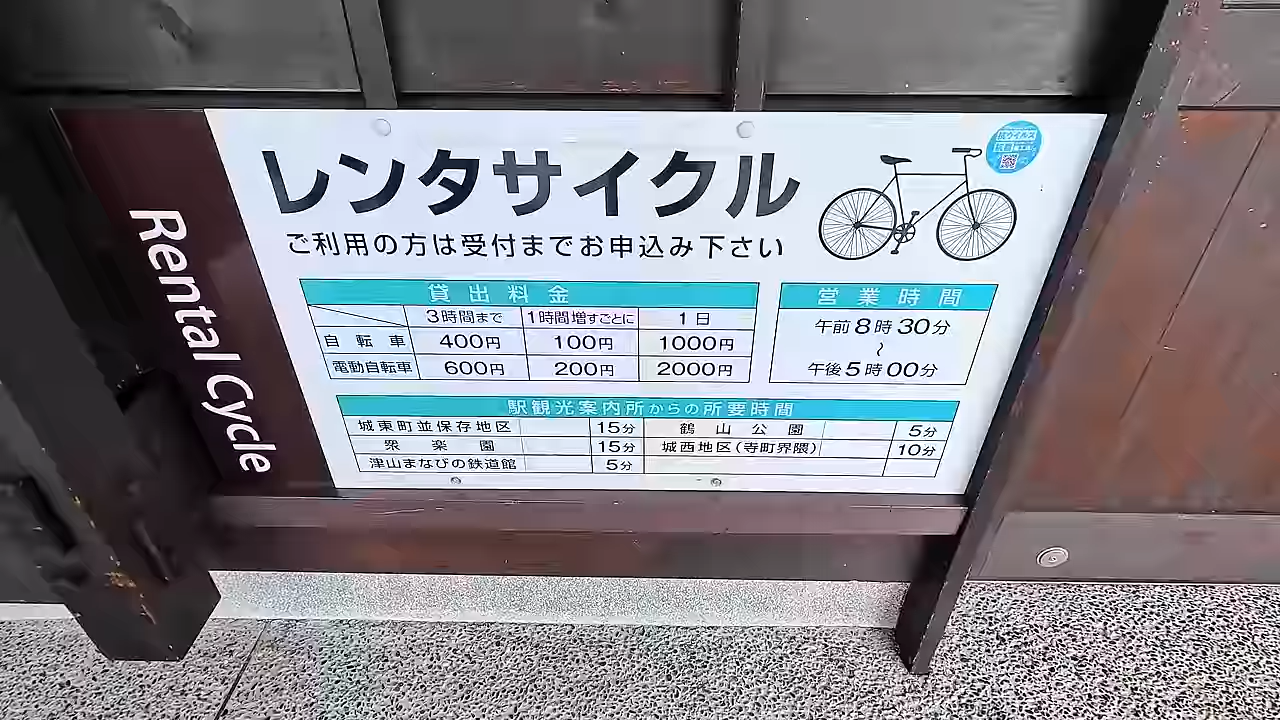 レンタサイクル
ご利用の方は受付までお申込み下さい
Rental Cycle
抗ウイルス
貸出料金
3時間まで 1時間増すごとに 1日
自転車 400円 100円 1000円
電動自転車 600円 200円 2000円
営業時間
午前8時30分
〜
午後5時00分
駅観光案内所からの所要時間
城東町並保存地区 15分 鶴山公園 5分
衆楽園 15分 城西地区(寺町界隈) 10分
津山まなびの鉄道館 5分